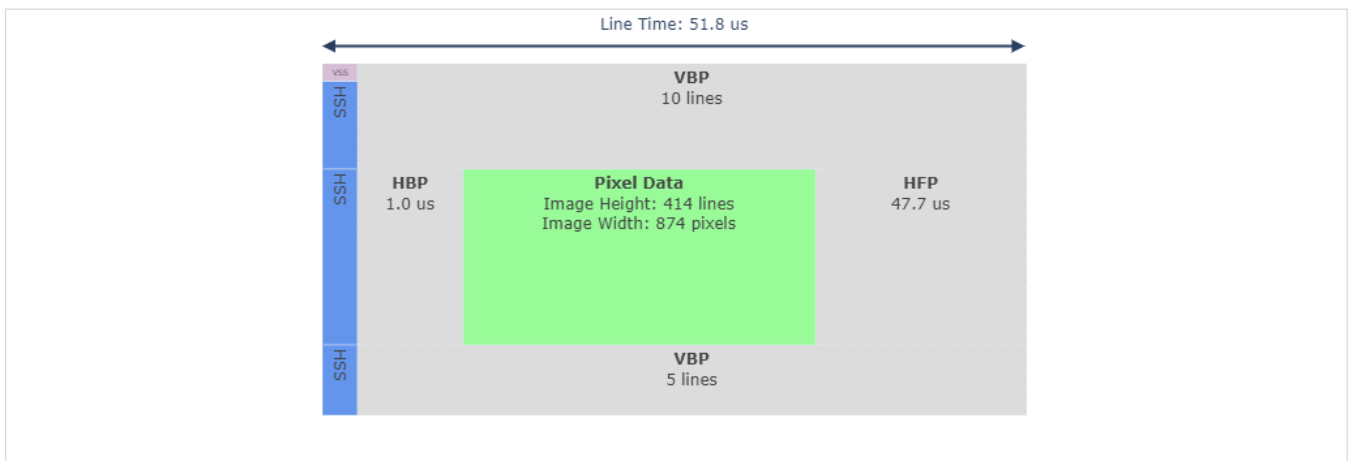 Line Time: 51.8 us
VSS
VBP
10 lines
HSS
HSS
HBP
1.0 us
Pixel Data
Image Height: 414 lines
Image Width: 874 pixels
HFP
47.7 us
HSS
VBP
5 lines